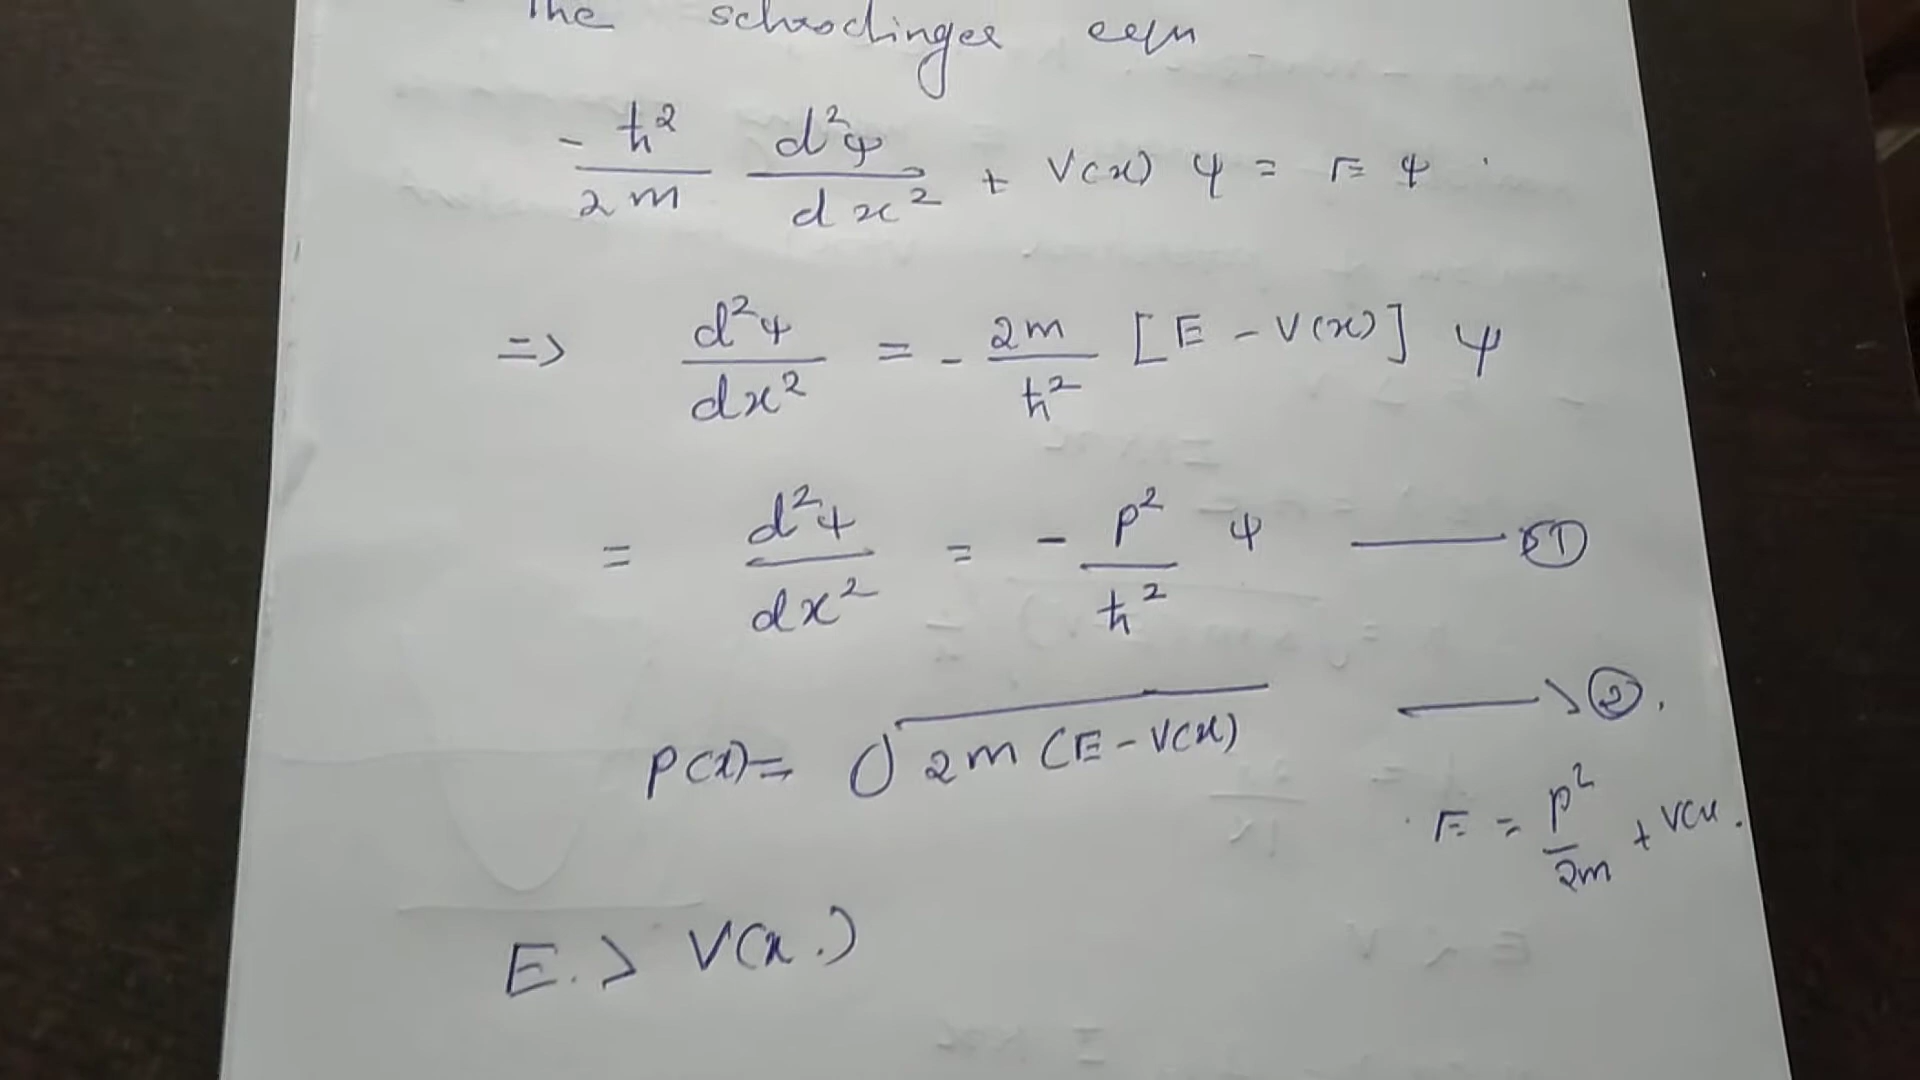 The schrodinger eqn
-ħ²/2m d²ψ/dx² + V(x) ψ = E ψ
=> d²ψ/dx² = - 2m/ħ² [E - V(x)] ψ
= d²ψ/dx² = - p²/ħ² ψ —— ①
p(x) = √2m (E - V(x) —> ②.
E = p²/2m + V(x.
E. > V(x.)